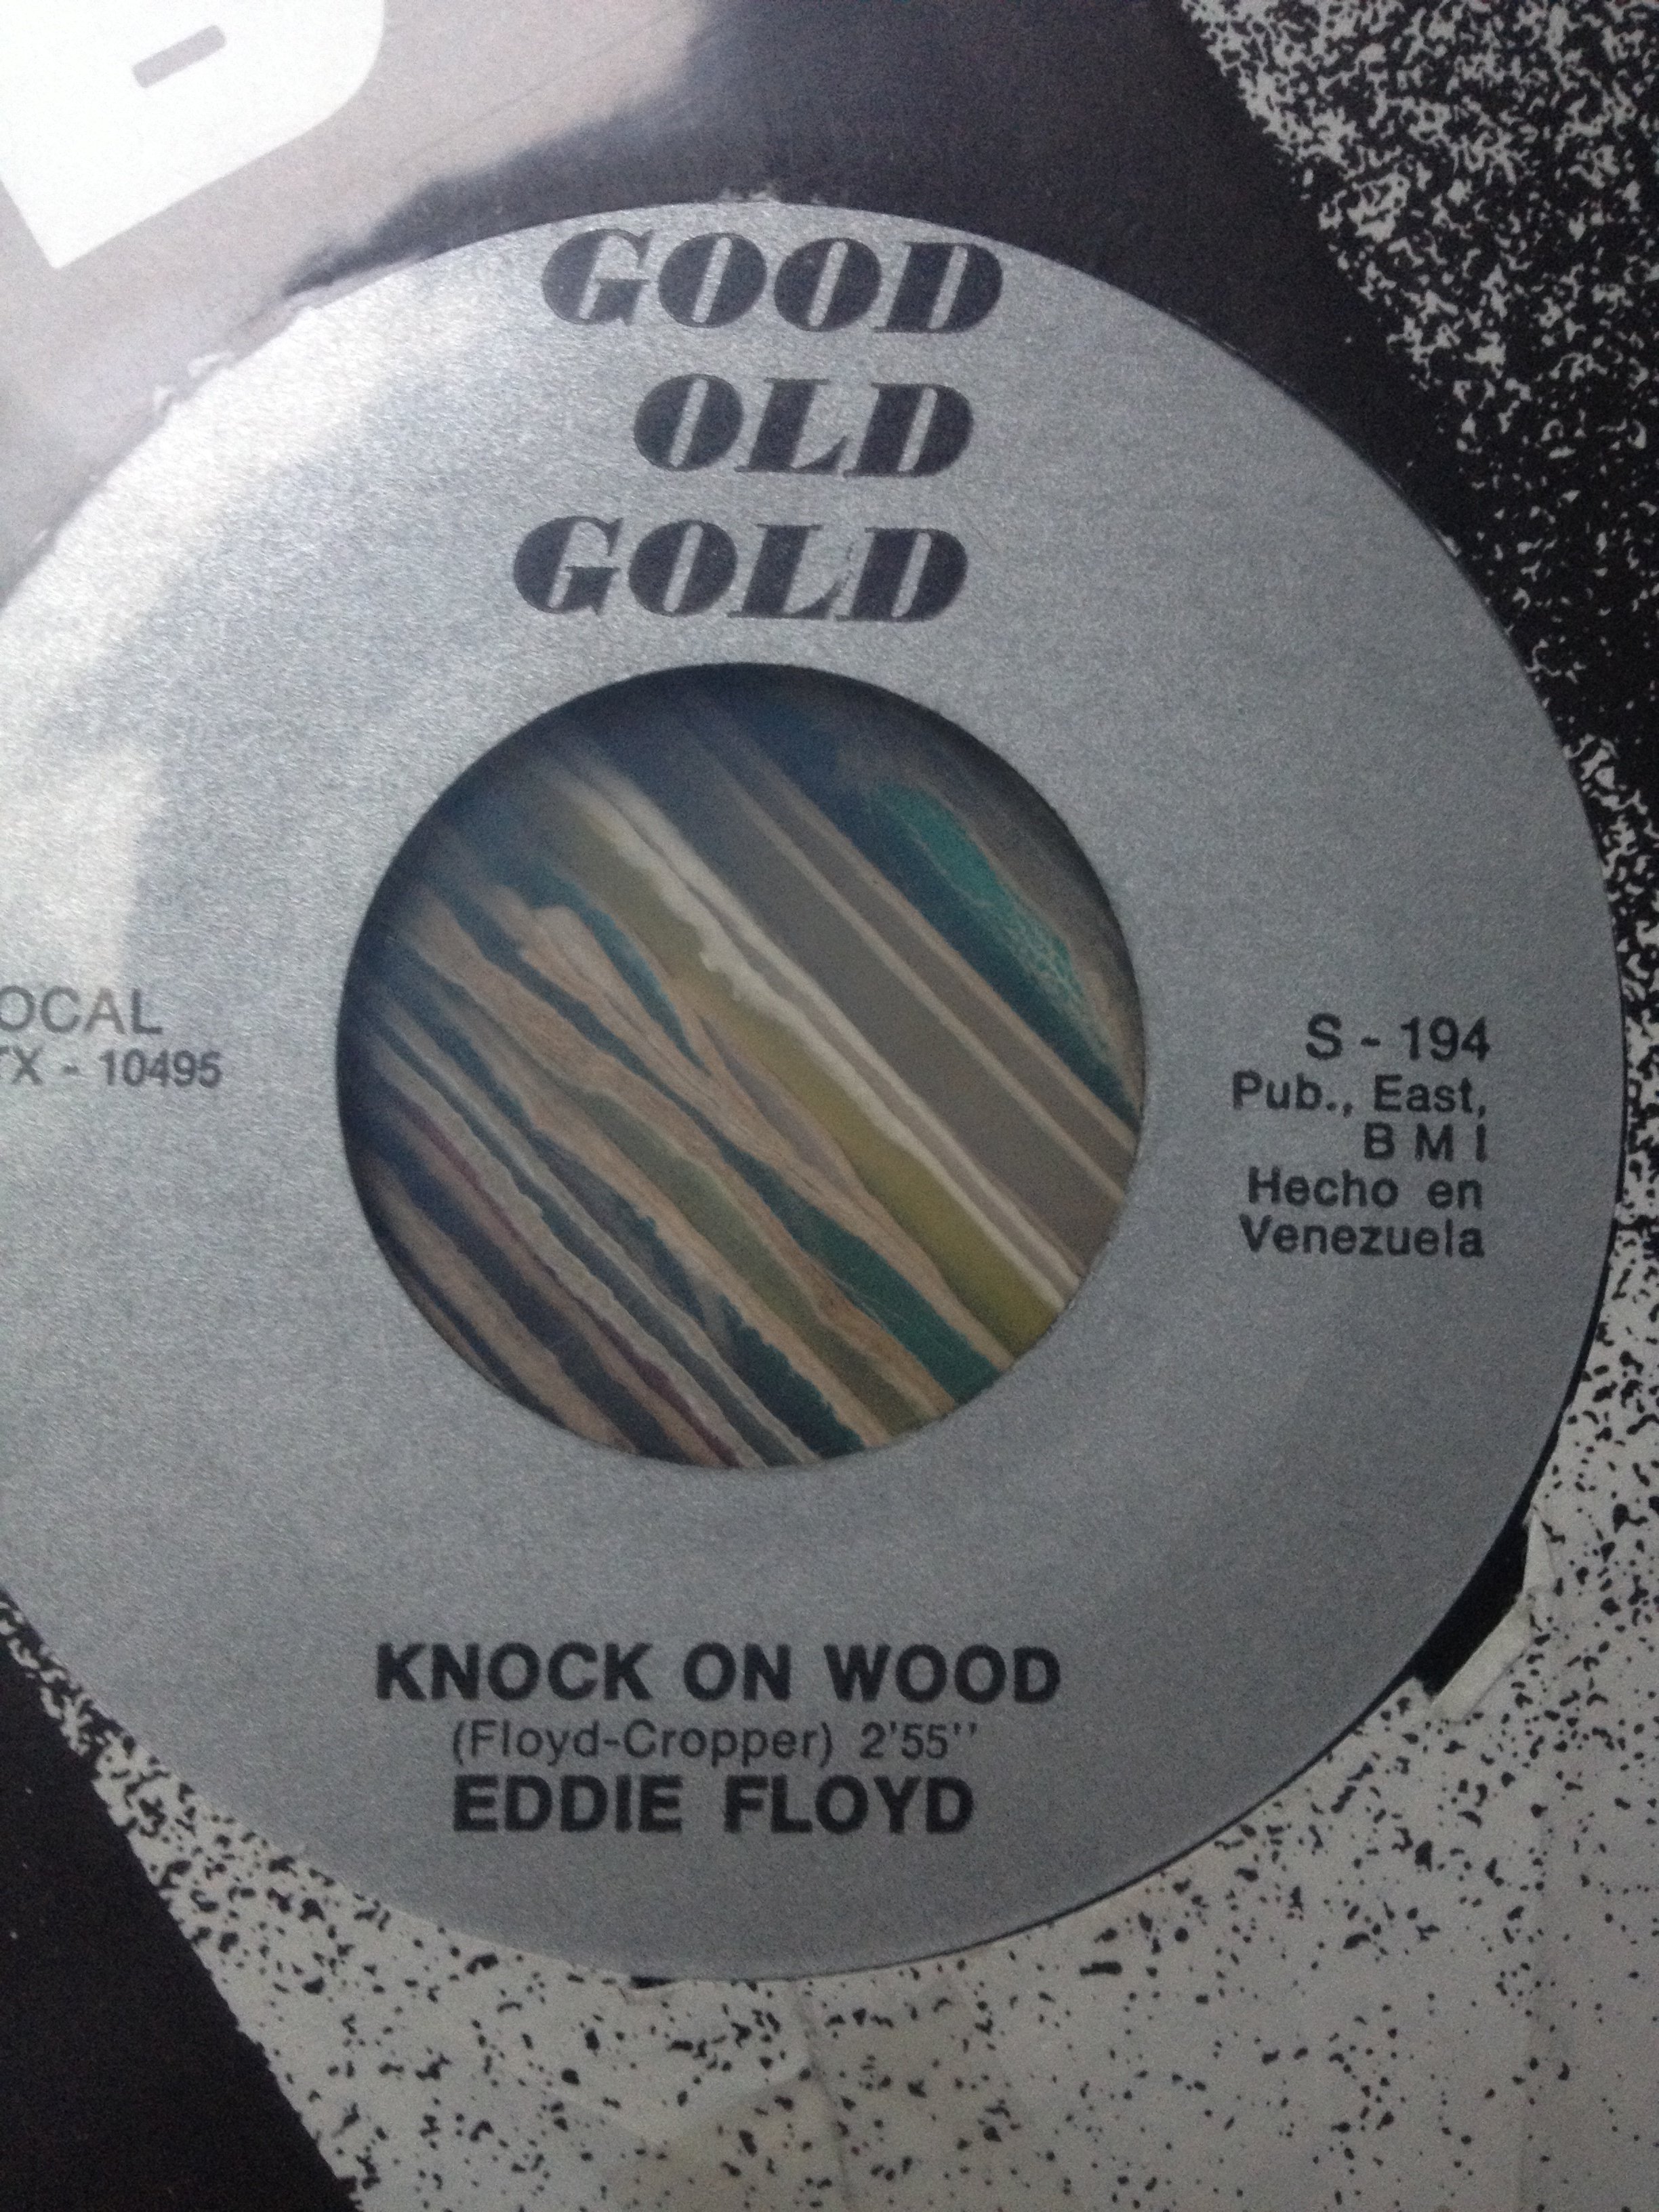 GOOD
OLD
GOLD
OCAL
TX - 10495
S - 194
Pub., East,
B M I
Hecho en
Venezuela
KNOCK ON WOOD
(Floyd-Cropper) 2'55''
EDDIE FLOYD